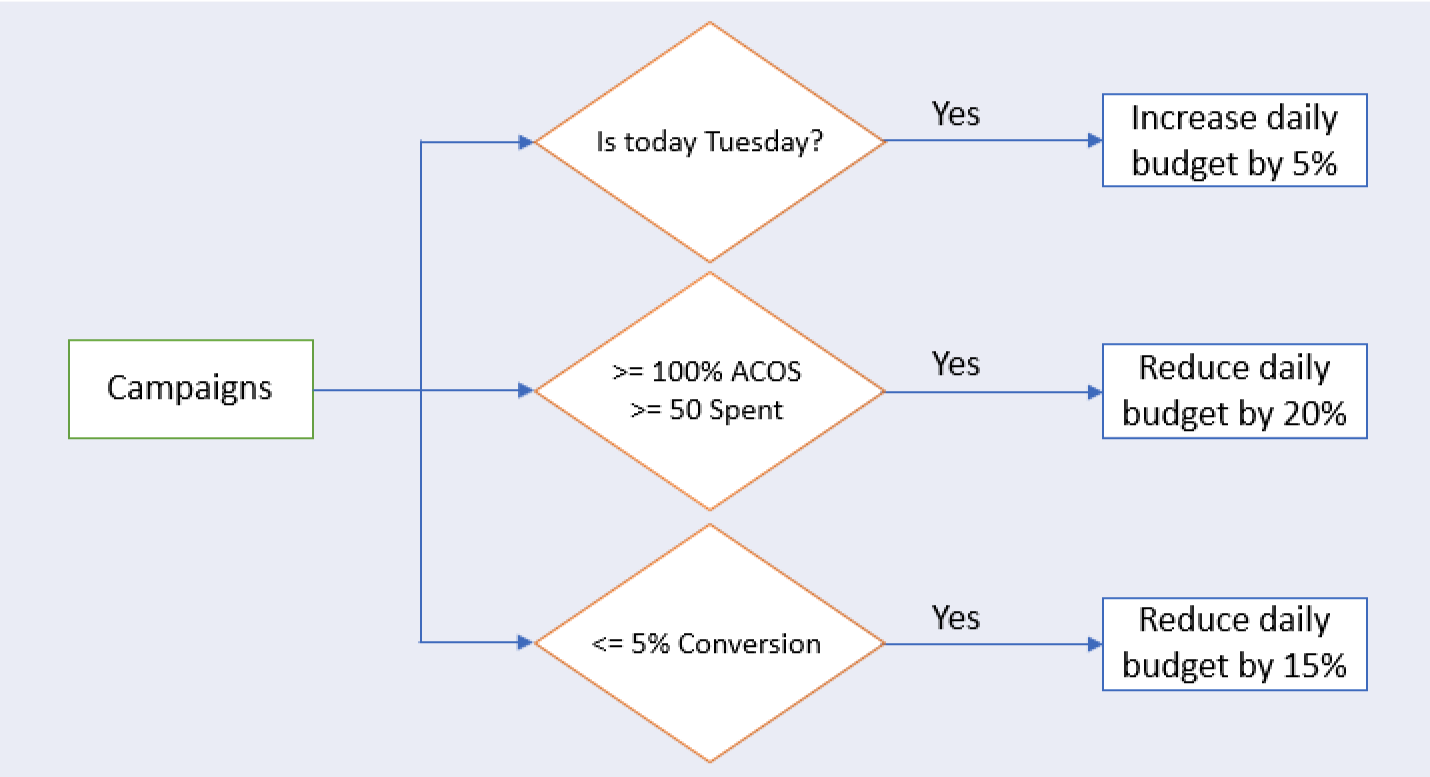 Is today Tuesday?
Yes
Increase daily
budget by 5%
Campaigns
>= 100% ACOS
>= 50 Spent
Yes
Reduce daily
budget by 20%
<= 5% Conversion
Yes
Reduce daily
budget by 15%